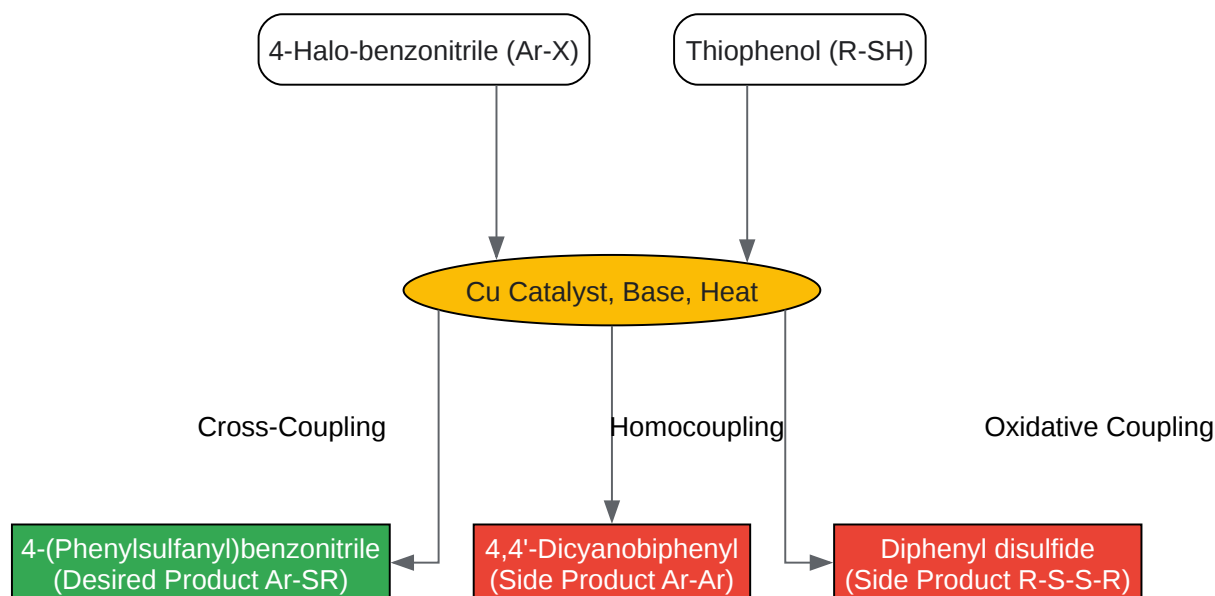 4-Halo-benzonitrile (Ar-X)
Thiophenol (R-SH)
Cu Catalyst, Base, Heat
Cross-Coupling
Homocoupling
Oxidative Coupling
4-(Phenylsulfanyl)benzonitrile
(Desired Product Ar-SR)
4,4'-Dicyanobiphenyl
(Side Product Ar-Ar)
Diphenyl disulfide
(Side Product R-S-S-R)